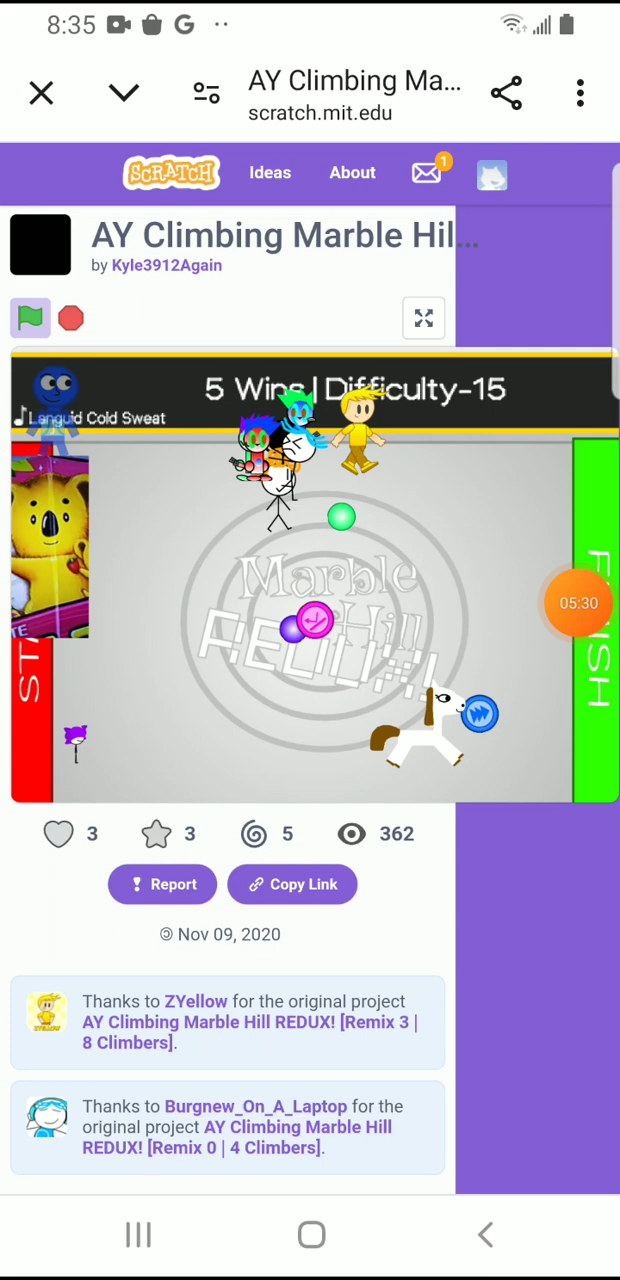 8:35
AY Climbing Ma...
scratch.mit.edu
SCRATCH
Ideas
About
1
AY Climbing Marble Hil...
by Kyle3912Again
5 Wins | Difficulty-15
♪Languid Cold Sweat
Marble
Hill
REDUX!
FINISH
05:30
3
3
5
362
Report
Copy Link
Nov 09, 2020
Thanks to ZYellow for the original project
AY Climbing Marble Hill REDUX! [Remix 3 |
8 Climbers].
Thanks to Burgnew_On_A_Laptop for the
original project AY Climbing Marble Hill
REDUX! [Remix 0 | 4 Climbers].